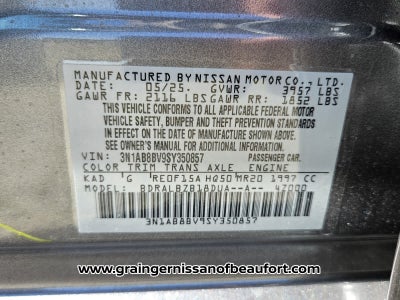 MANUFACTURED BY NISSAN MOTOR CO., LTD.
DATE: 05/25. GVWR: 3957 LBS
GAWR FR: 2116 LBS GAWR RR: 1852 LBS
THIS VEHICLE CONFORMS TO ALL
APPLICABLE FEDERAL MOTOR
VEHICLE SAFETY, BUMPER, AND THEFT PREVENTION
STANDARDS IN EFFECT ON THE DATE OF
MANUFACTURE SHOWN ABOVE.
SEE OWNER'S MANUAL FOR ADDITIONAL INFORMATION.
VIN: 3N1AB8BV9SY350857 PASSENGER CAR.
COLOR TRIM TRANS AXLE ENGINE
KAD G RE0F15A HQ50 MR20 1997 CC
MODEL: BDRALBZB18DUA--A-- 4Z000
3N1AB8BV9SY350857
www.graingernissanofbeaufort.com